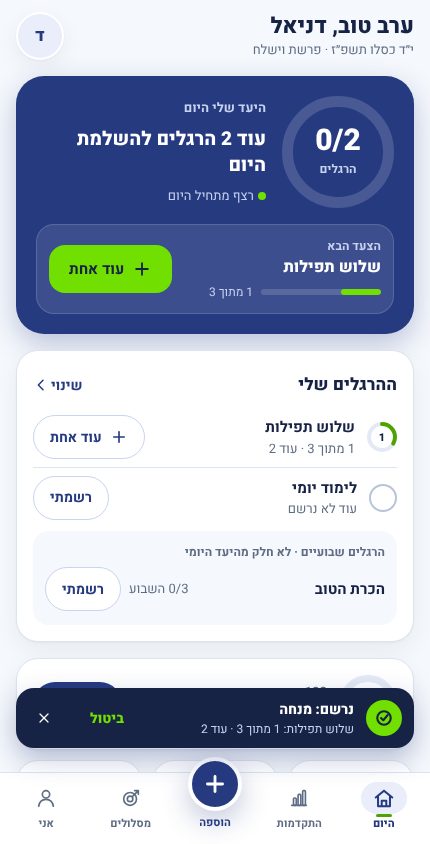 ערב טוב, דניאל
ד
י״ד כסלו תשפ״ז · פרשת וישלח
היעד שלי היום
0/2
הרגלים
עוד 2 הרגלים להשלמת
היום
רצף מתחיל היום
הצעד הבא
שלוש תפילות
1 מתוך 3
עוד אחת
ההרגלים שלי
שינוי
שלוש תפילות
1
1 מתוך 3 · עוד 2
עוד אחת
לימוד יומי
עוד לא נרשם
רשמתי
הרגלים שבועיים · לא חלק מהיעד היומי
הכרת הטוב
0/3 השבוע
רשמתי
נרשם: מנחה
שלוש תפילות: 1 מתוך 3 · עוד 2
ביטול
היום
התקדמות
הוספה
מסלולים
אני